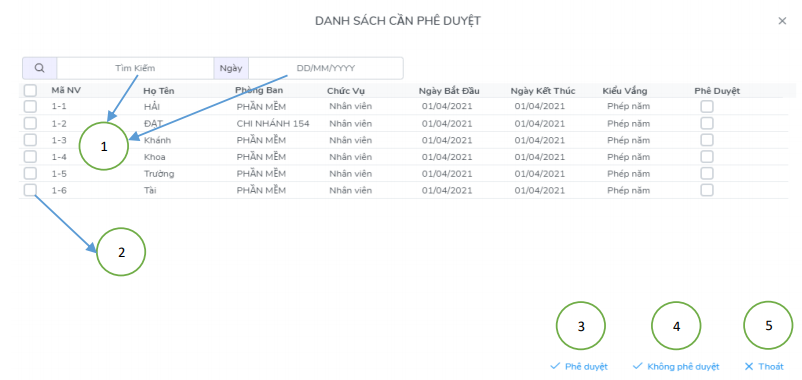 DANH SÁCH CẦN PHÊ DUYỆT
Tìm Kiếm Ngày DD/MM/YYYY
Mã NV Họ Tên Phòng Ban Chức Vụ Ngày Bắt Đầu Ngày Kết Thúc Kiểu Vắng Phê Duyệt
1-1 HẢI PHẦN MỀM Nhân viên 01/04/2021 01/04/2021 Phép năm
1-2 ĐẠT CHI NHÁNH 154 Nhân viên 01/04/2021 01/04/2021 Phép năm
1-3 Khánh PHẦN MỀM Nhân viên 01/04/2021 01/04/2021 Phép năm
1
1-4 Khoa PHẦN MỀM Nhân viên 01/04/2021 01/04/2021 Phép năm
1-5 Trường PHẦN MỀM Nhân viên 01/04/2021 01/04/2021 Phép năm
1-6 Tài PHẦN MỀM Nhân viên 01/04/2021 01/04/2021 Phép năm
2
3 4 5
Phê duyệt Không phê duyệt Thoát